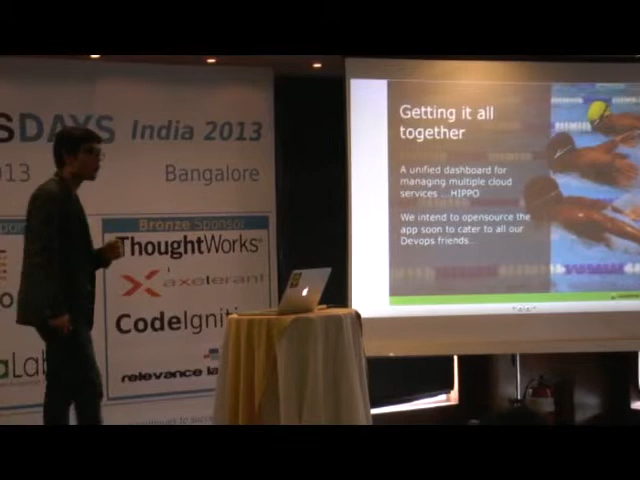 SDAYS India 2013
013
Bangalore
Bronze Sponsor
ThoughtWorks
axelerant
CodeIgnit
aLab
relevance la
Getting it all
together
A unified dashboard for
managing multiple cloud
services ...HIPPO
We intend to opensource the
app soon to cater to all our
Devops friends...